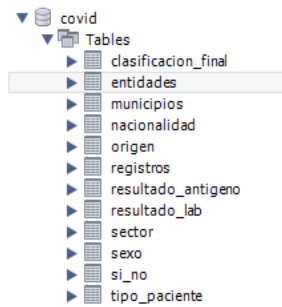 covid
Tables
clasificacion_final
entidades
municipios
nacionalidad
origen
registros
resultado_antigeno
resultado_lab
sector
sexo
si_no
tipo_paciente